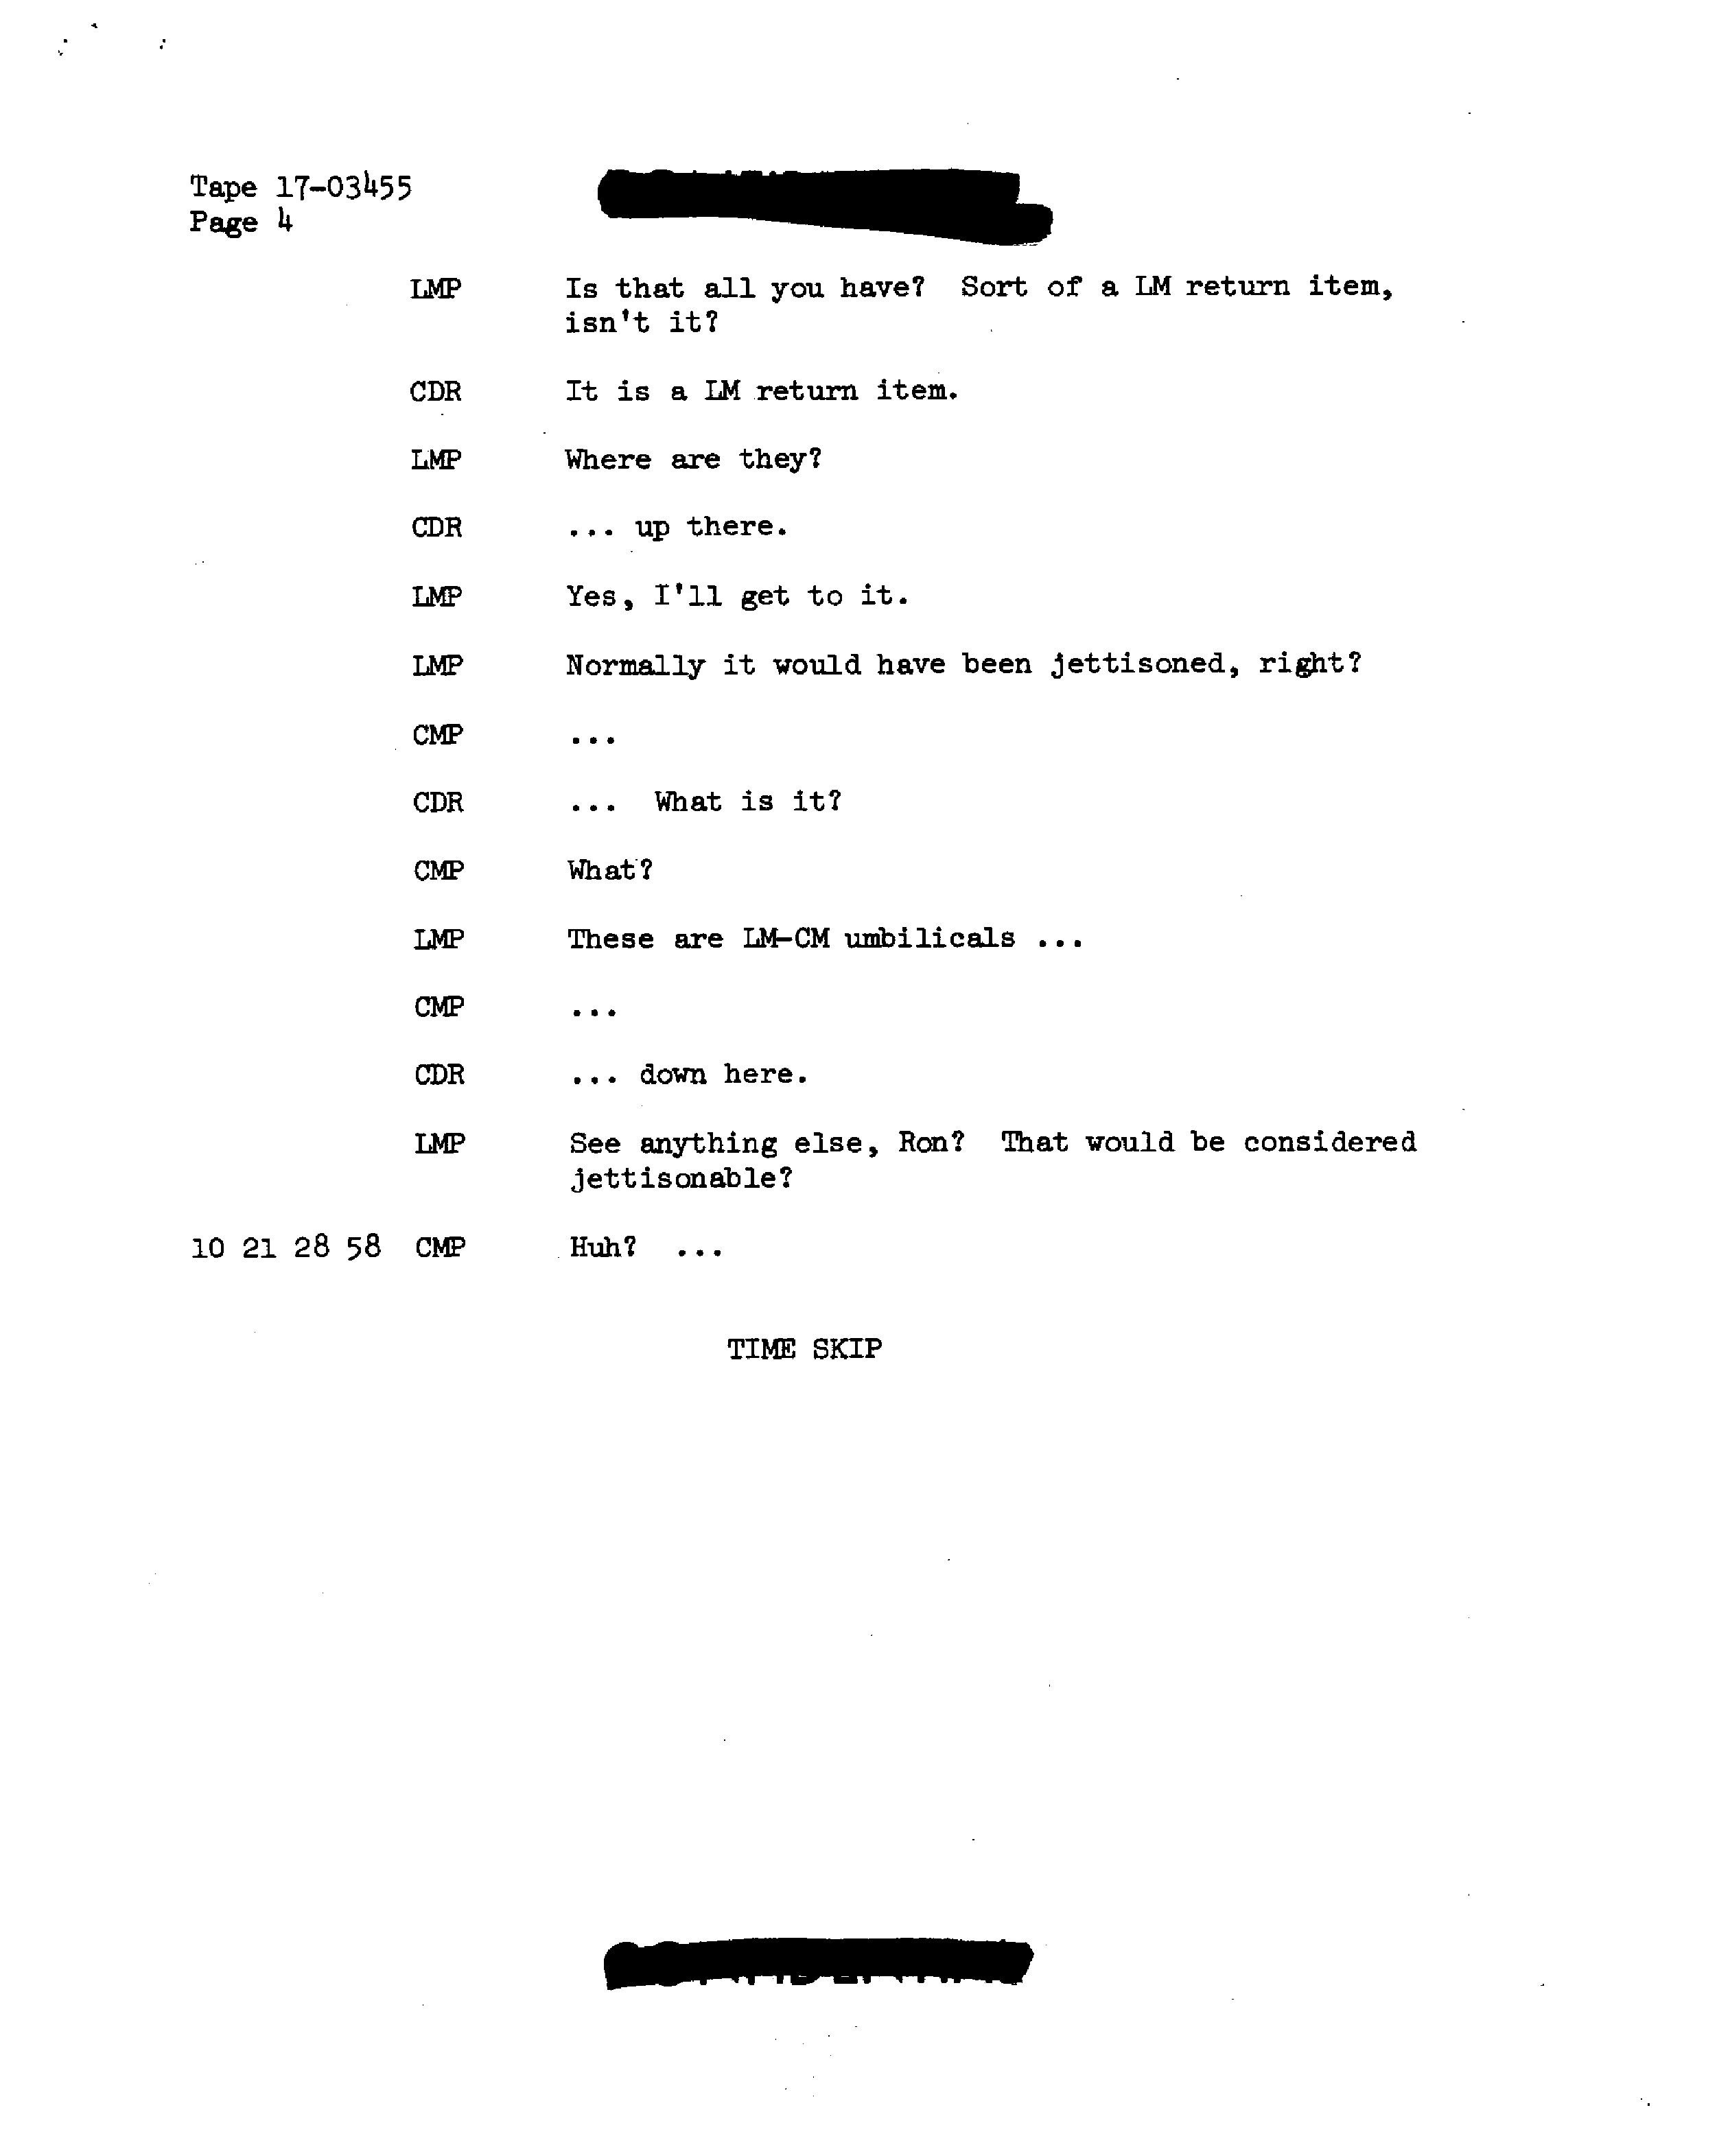 Tape 17-03455
Page 4
LMP Is that all you have? Sort of a LM return item,
isn't it?
CDR It is a LM return item.
LMP Where are they?
CDR ... up there.
LMP Yes, I'll get to it.
LMP Normally it would have been jettisoned, right?
CMP ...
CDR ... What is it?
CMP What?
LMP These are LM-CM umbilicals ...
CMP ...
CDR ... down here.
LMP See anything else, Ron? That would be considered
jettisonable?
10 21 28 58 CMP Huh? ...
TIME SKIP